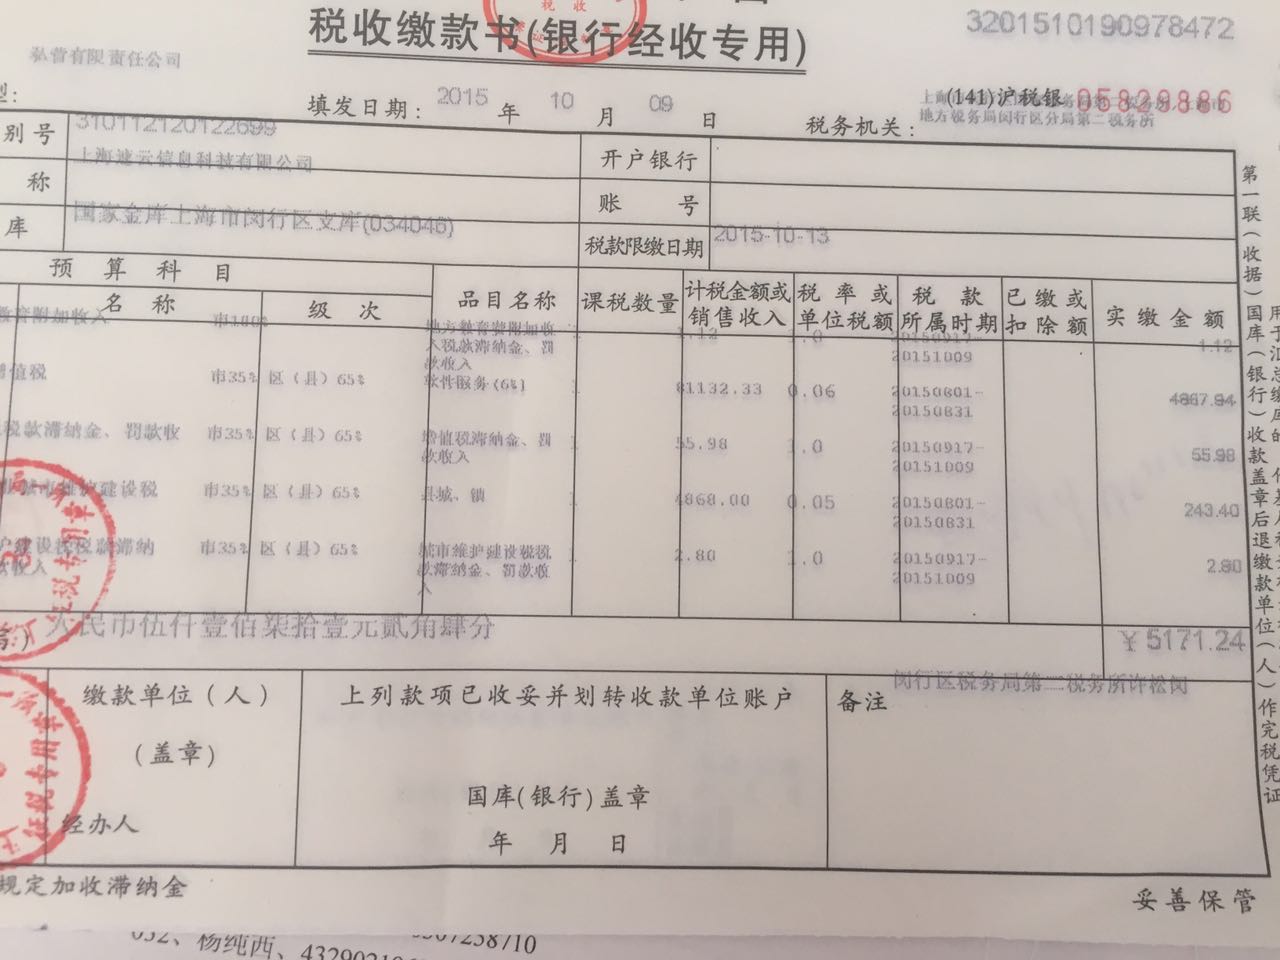 税收
税收缴款书(银行经收专用)
320151019097847​2
私营有限责任公司
型:
填发日期: 2015 年 10 月 09 日
(141)沪税银 05829886
税务机关: 地方税务局闵行区分局第二税务所
别号 310112120122699
开户银行
称 上海速云信息科技有限公司
账号
库 国家金库上海市闵行区支库(034046)
税款限缴日期 2015-10-13
预算科目
名称 级次 品目名称 课税数量 计税金额或销售收入 税率或单位税额 税款所属时期 已缴或扣除额 实缴金额
教育附加收入 市100% 地方教育费附加收入税款滞纳金、罚款收入 1 1.12 1.0 20150917-20151009 1.12
增值税 市35% 区（县）65% 软件服务(6%) 1 81132.33 0.06 20150801-20150831 4867.94
税款滞纳金、罚款收 市35% 区（县）65% 增值税滞纳金、罚款收入 1 55.98 1.0 20150917-20151009 55.98
城市维护建设税 市35% 区（县）65% 县城、镇 1 4868.00 0.05 20150801-20150831 243.40
护建设税税款滞纳 市35% 区（县）65% 城市维护建设税税款滞纳金、罚款收入 1 2.80 1.0 20150917-20151009 2.80
款收入
人民币伍仟壹佰柒拾壹元贰角肆分 ￥5171.24
缴款单位(人)
(盖章)
经办人
上列款项已收妥并划转收款单位账户
国库(银行)盖章
年 月 日
备注
闵行区税务局第二税务所许松闵
征税专用章
征税专用章
规定加收滞纳金
妥善保管
第一联(收据)国库(银行)收款盖章后退缴款单位(人)作完税凭证
032、杨纯西、